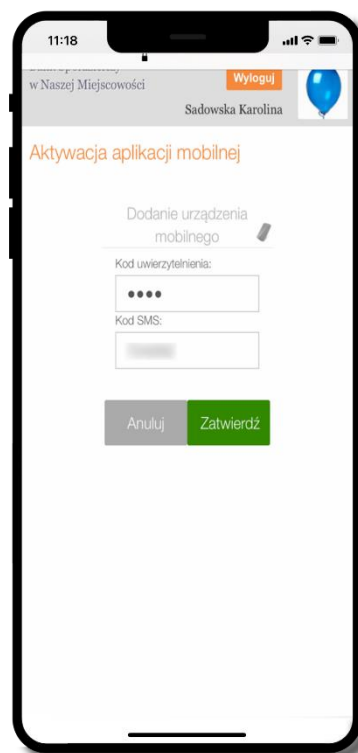 11:18
w Naszej Miejscowości
Wyloguj
Sadowska Karolina
Aktywacja aplikacji mobilnej
Dodanie urządzenia
mobilnego
Kod uwierzytelnienia:
••••
Kod SMS:
Anuluj
Zatwierdź